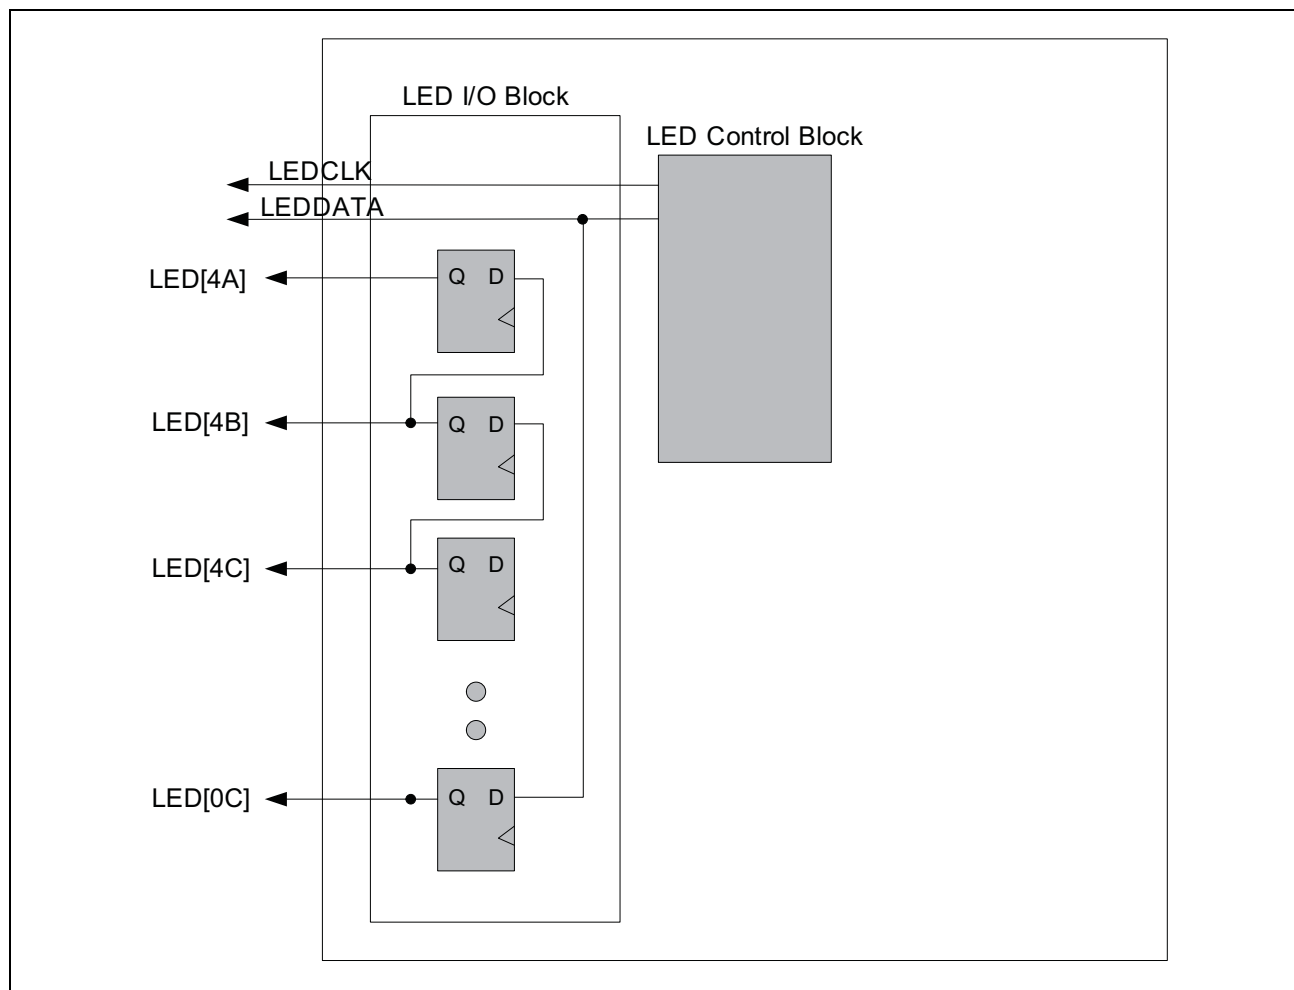 LED I/O Block
LED Control Block
LEDCLK
LEDDATA
LED[4A]
Q D
LED[4B]
Q D
LED[4C]
Q D
LED[0C]
Q D